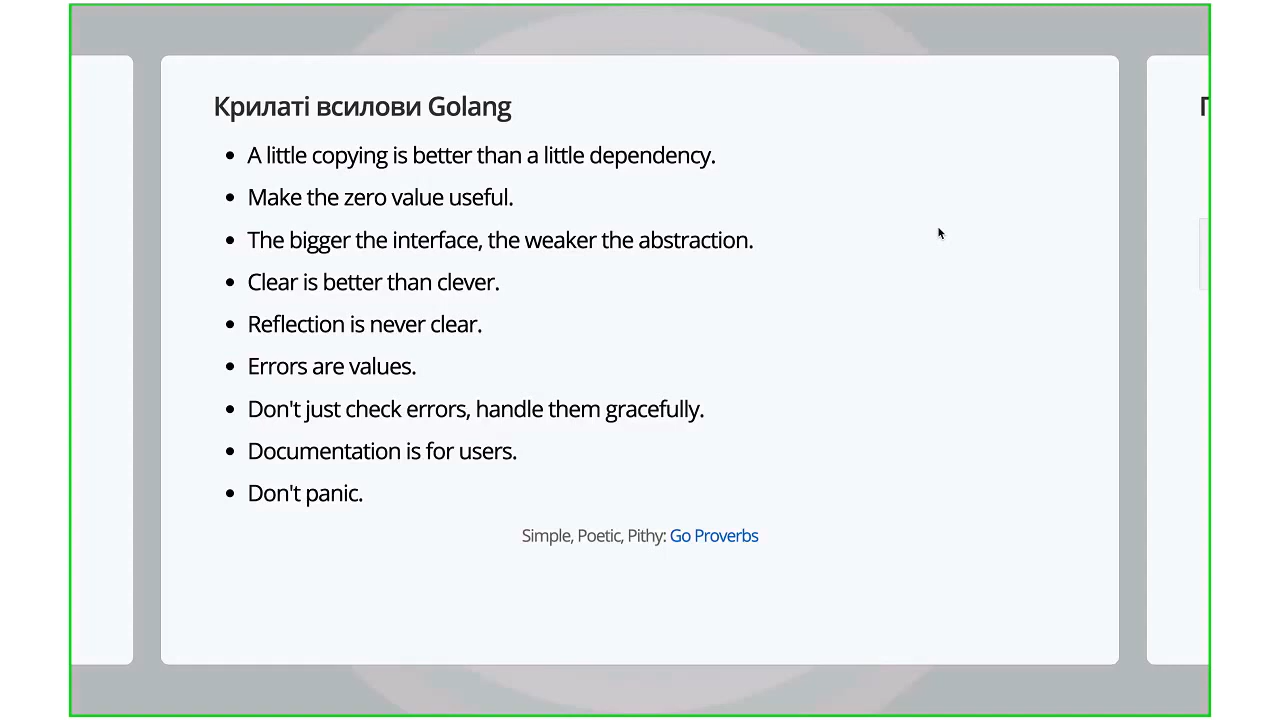 Крилаті всилови Golang
A little copying is better than a little dependency.
Make the zero value useful.
The bigger the interface, the weaker the abstraction.
Clear is better than clever.
Reflection is never clear.
Errors are values.
Don't just check errors, handle them gracefully.
Documentation is for users.
Don't panic.
Simple, Poetic, Pithy: Go Proverbs